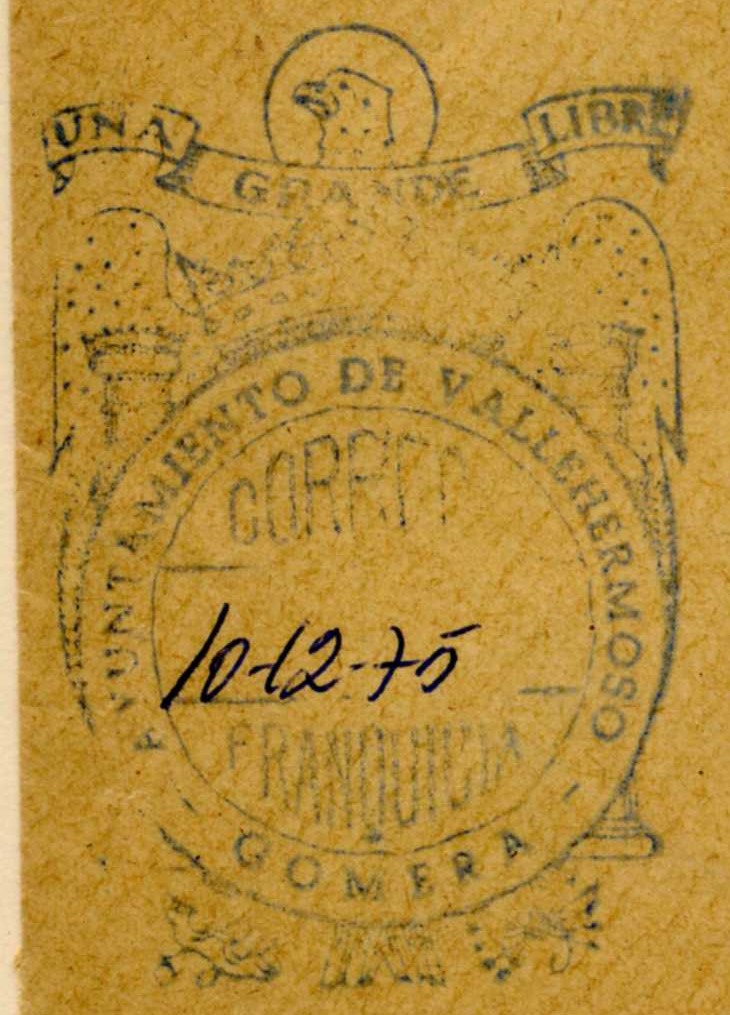 UNA GRANDE LIBRE
AYUNTAMIENTO DE VALLEHERMOSO
CORREO
10-12-75
FRANQUICIA
- GOMERA -